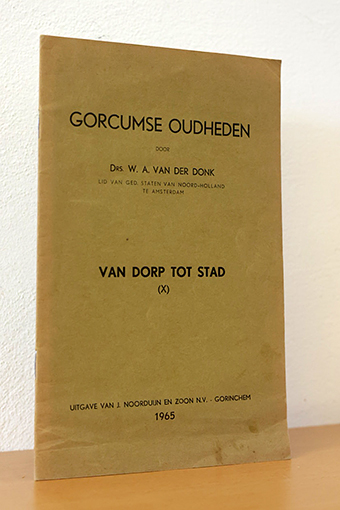 GORCUMSE OUDHEDEN
DOOR
DRS. W. A. VAN DER DONK
LID VAN GED. STATEN VAN NOORD-HOLLAND
TE AMSTERDAM
VAN DORP TOT STAD
(X)
UITGAVE VAN J. NOORDUIJN EN ZOON N.V. - GORINCHEM
1965